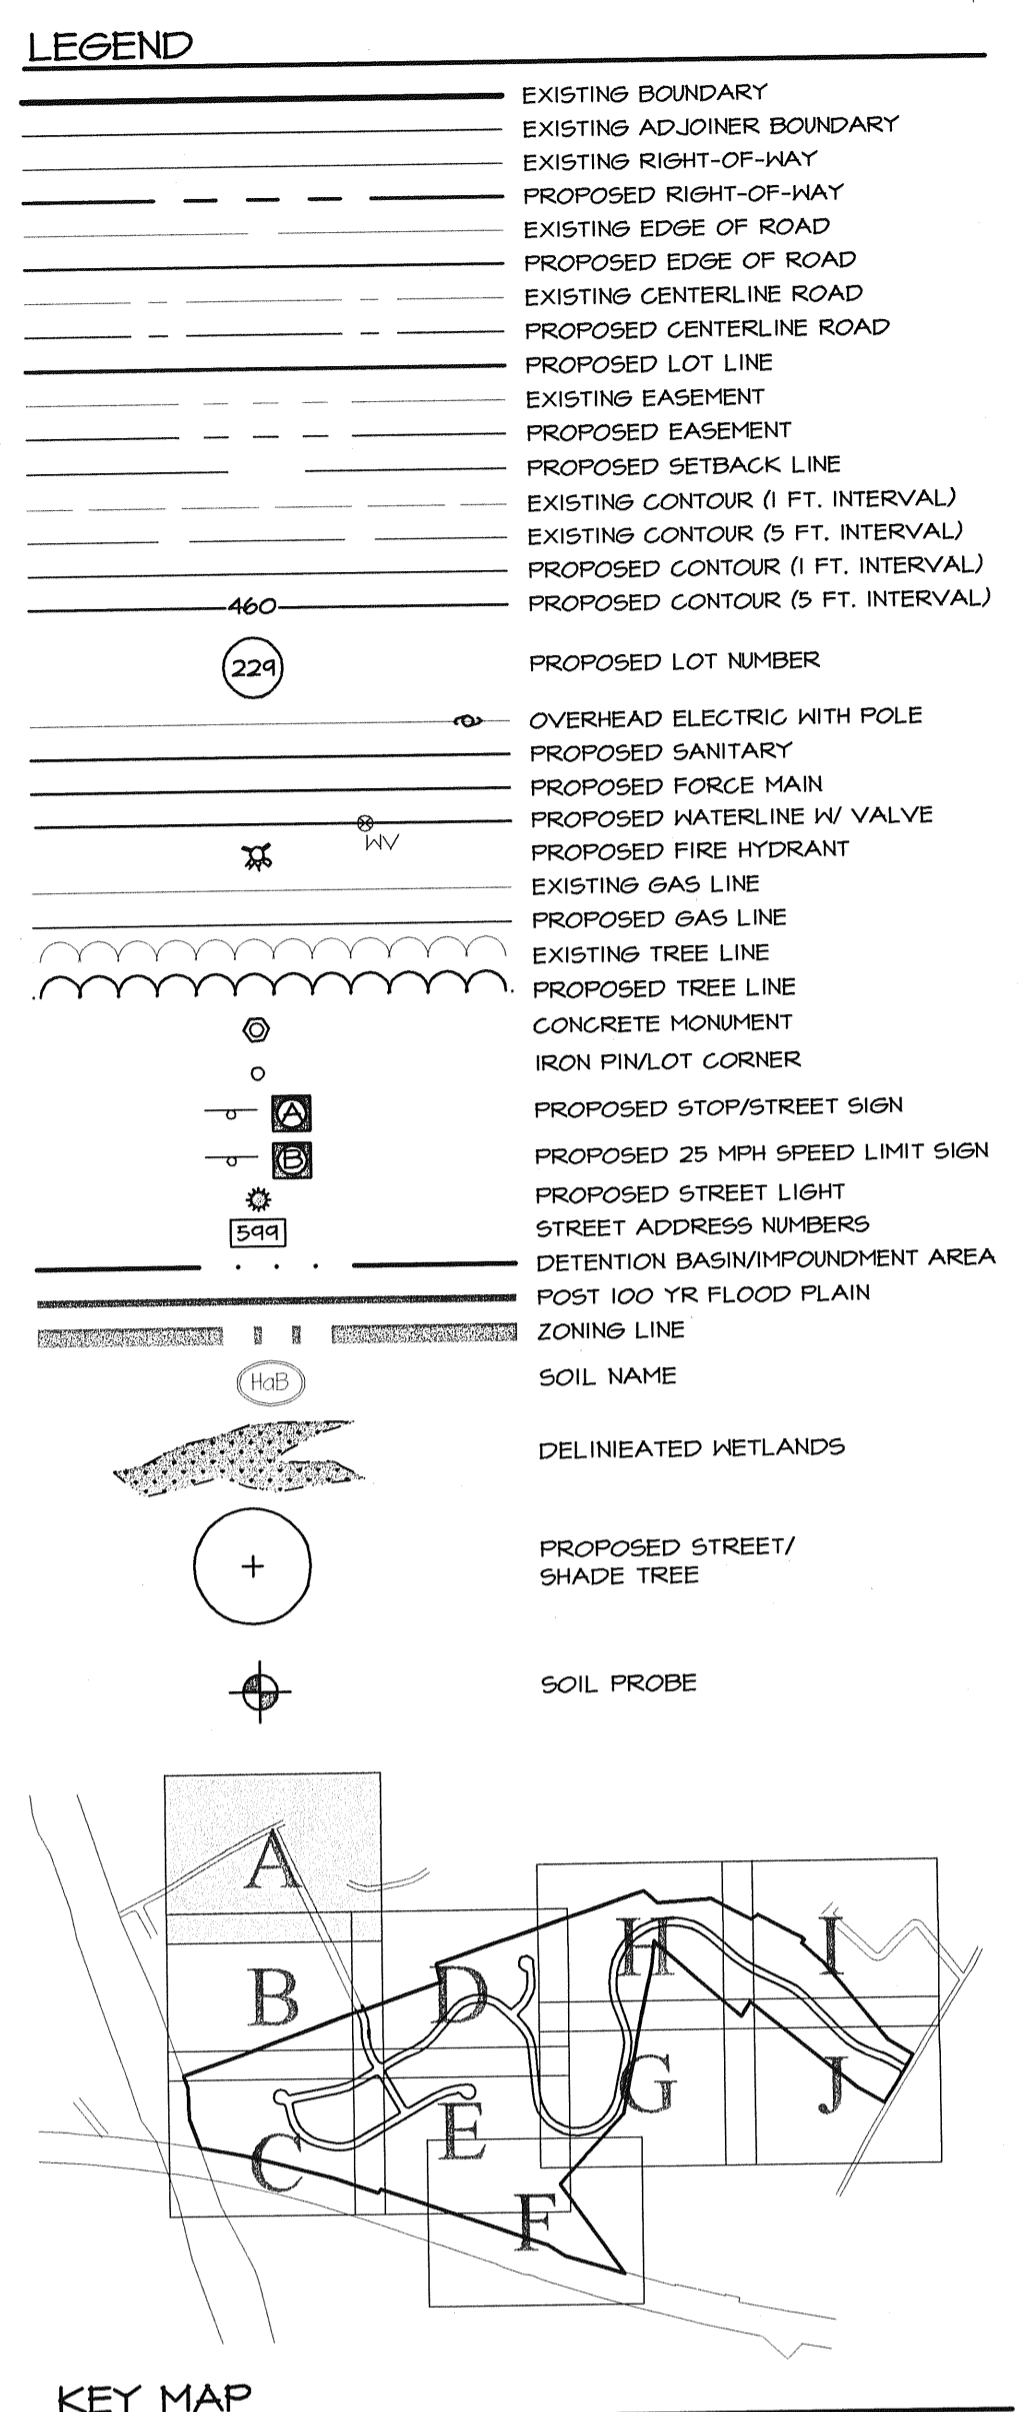 LEGEND
EXISTING BOUNDARY
EXISTING ADJOINER BOUNDARY
EXISTING RIGHT-OF-WAY
PROPOSED RIGHT-OF-WAY
EXISTING EDGE OF ROAD
PROPOSED EDGE OF ROAD
EXISTING CENTERLINE ROAD
PROPOSED CENTERLINE ROAD
PROPOSED LOT LINE
EXISTING EASEMENT
PROPOSED EASEMENT
PROPOSED SETBACK LINE
EXISTING CONTOUR (1 FT. INTERVAL)
EXISTING CONTOUR (5 FT. INTERVAL)
PROPOSED CONTOUR (1 FT. INTERVAL)
460 PROPOSED CONTOUR (5 FT. INTERVAL)
229 PROPOSED LOT NUMBER
OVERHEAD ELECTRIC WITH POLE
PROPOSED SANITARY
PROPOSED FORCE MAIN
PROPOSED WATERLINE W/ VALVE
WV
PROPOSED FIRE HYDRANT
EXISTING GAS LINE
PROPOSED GAS LINE
EXISTING TREE LINE
PROPOSED TREE LINE
CONCRETE MONUMENT
IRON PIN/LOT CORNER
A PROPOSED STOP/STREET SIGN
B PROPOSED 25 MPH SPEED LIMIT SIGN
PROPOSED STREET LIGHT
599 STREET ADDRESS NUMBERS
DETENTION BASIN/IMPOUNDMENT AREA
POST 100 YR FLOOD PLAIN
ZONING LINE
HaB SOIL NAME
DELINIEATED WETLANDS
PROPOSED STREET/
SHADE TREE
SOIL PROBE
A
B D H I
C E G J
F
KEY MAP